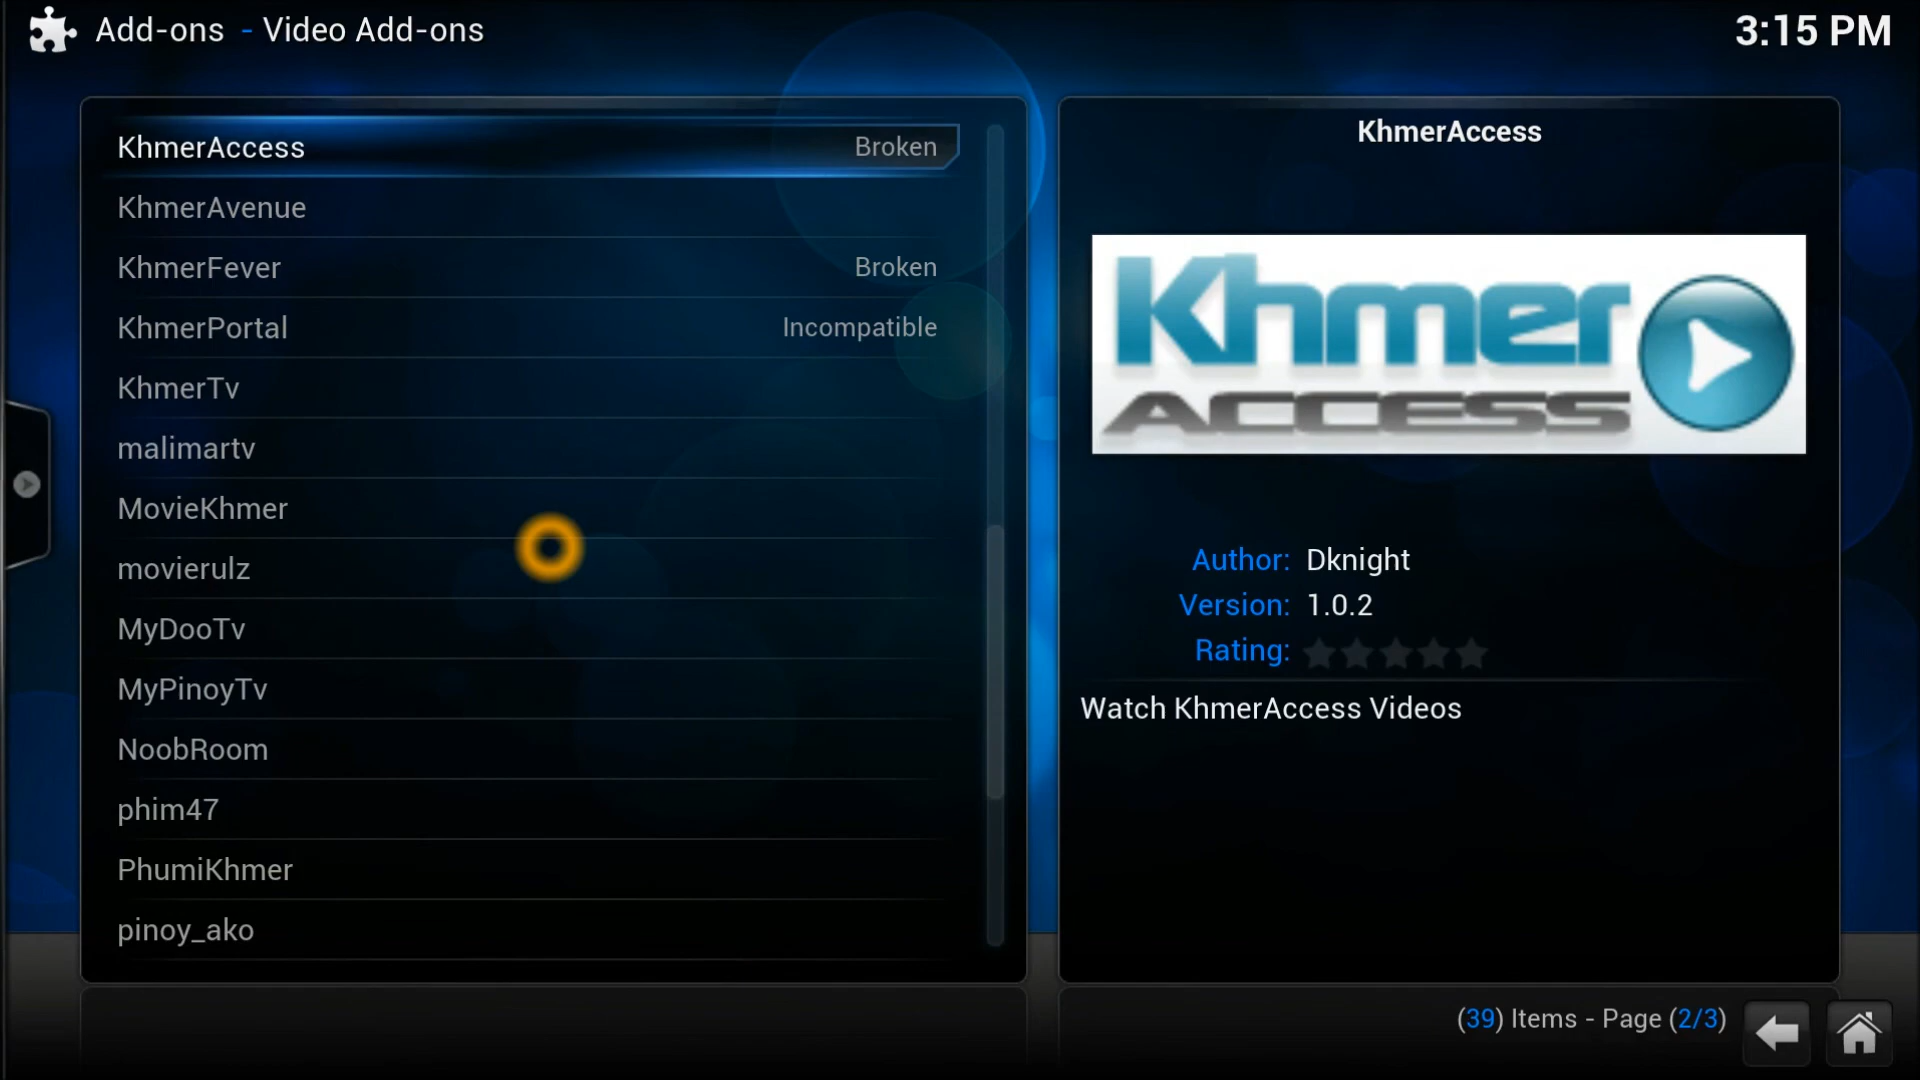 Add-ons - Video Add-ons
3:15 PM
KhmerAccess Broken
KhmerAvenue
KhmerFever Broken
KhmerPortal Incompatible
KhmerTv
malimartv
MovieKhmer
movierulz
MyDooTv
MyPinoyTv
NoobRoom
phim47
PhumiKhmer
pinoy_ako
KhmerAccess
Khmer
ACCESS
Author: Dknight
Version: 1.0.2
Rating:
Watch KhmerAccess Videos
(39) Items - Page (2/3)